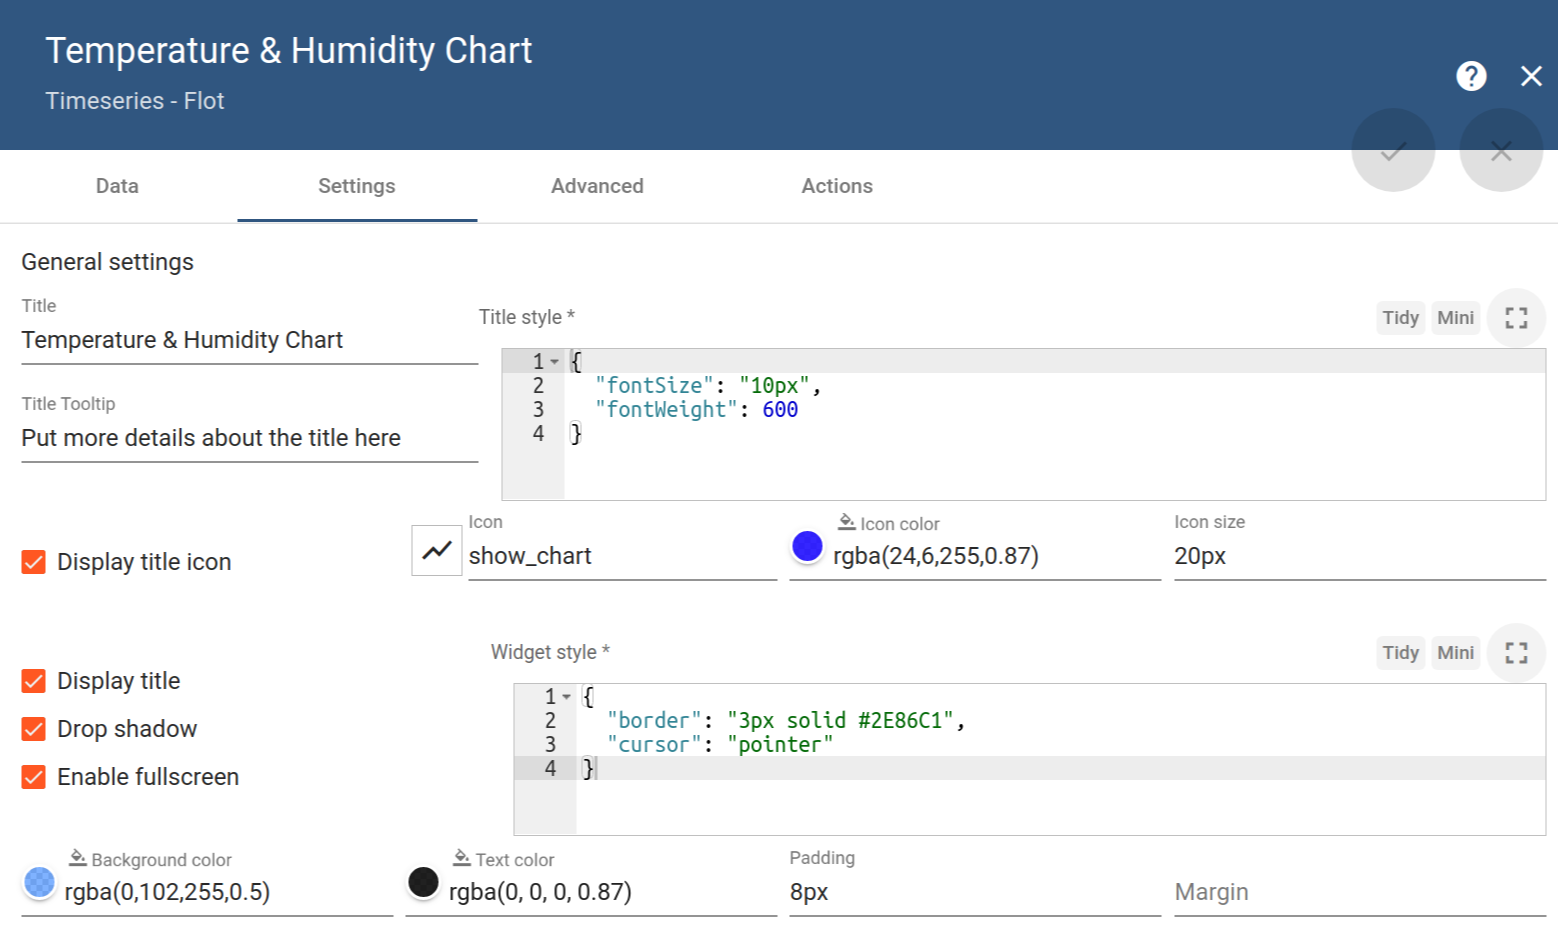 Temperature & Humidity Chart
Timeseries - Flot
?
Data Settings Advanced Actions
General settings
Title
Temperature & Humidity Chart
Title Tooltip
Put more details about the title here
Title style *
Tidy Mini
1 {
2 "fontSize": "10px",
3 "fontWeight": 600
4 }
Display title icon
Icon
show_chart
Icon color
rgba(24,6,255,0.87)
Icon size
20px
Display title
Drop shadow
Enable fullscreen
Widget style *
Tidy Mini
1 {
2 "border": "3px solid #2E86C1",
3 "cursor": "pointer"
4 }
Background color
rgba(0,102,255,0.5)
Text color
rgba(0, 0, 0, 0.87)
Padding
8px
Margin